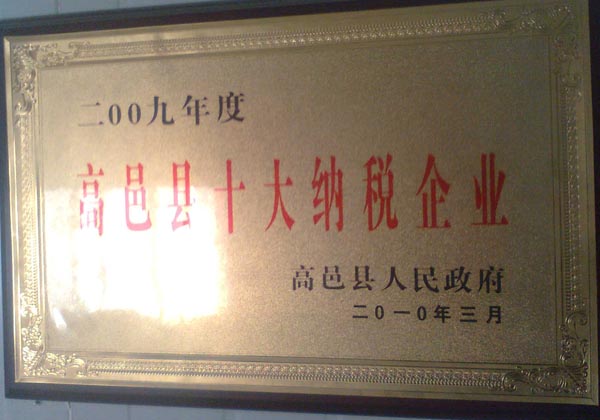 二00九年度
高邑县十大纳税企业
高邑县人民政府
二0一0年三月